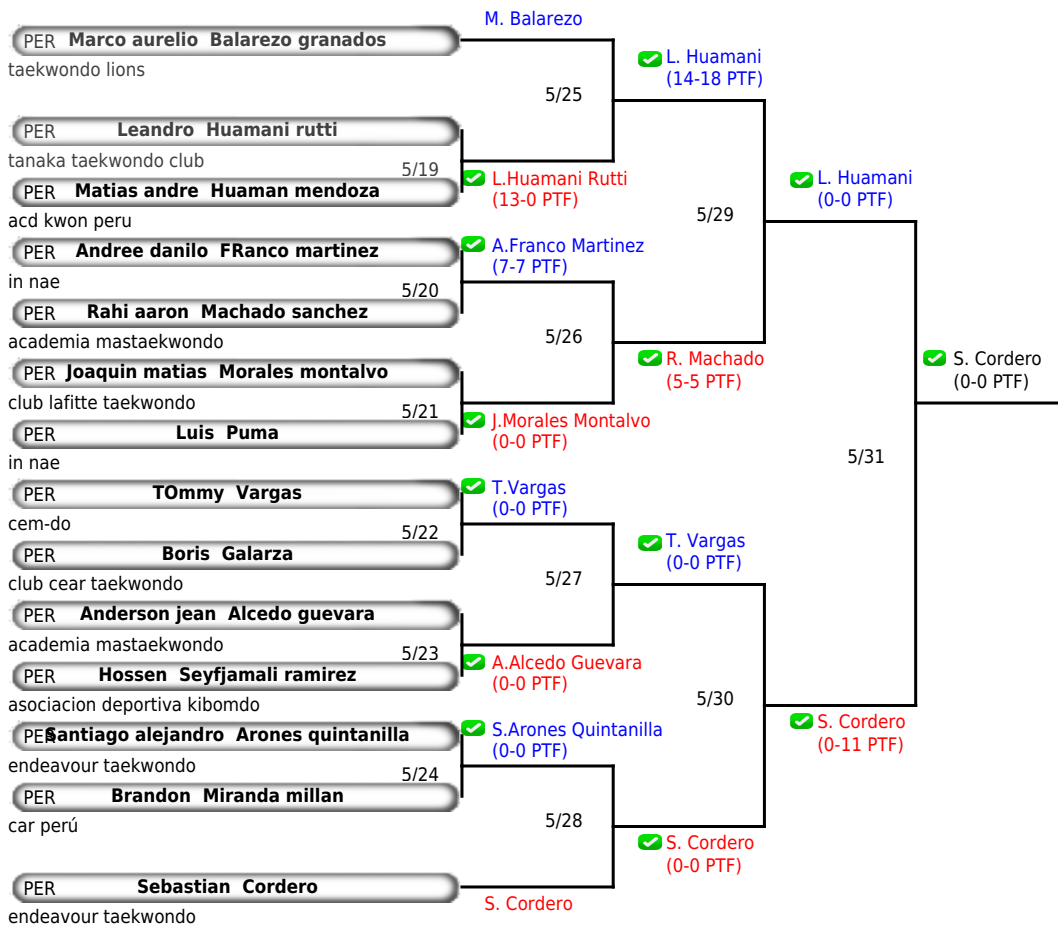 M. Balarezo
PER Marco aurelio Balarezo granados
taekwondo lions
L. Huamani
(14-18 PTF)
5/25
PER Leandro Huamani rutti
tanaka taekwondo club
5/19
L.Huamani Rutti
(13-0 PTF)
PER Matias andre Huaman mendoza
acd kwon peru
L. Huamani
(0-0 PTF)
5/29
PER Andree danilo FRanco martinez
in nae
A.Franco Martinez
(7-7 PTF)
5/20
PER Rahi aaron Machado sanchez
academia mastaekwondo
5/26
R. Machado
(5-5 PTF)
PER Joaquin matias Morales montalvo
club lafitte taekwondo
5/21
J.Morales Montalvo
(0-0 PTF)
PER Luis Puma
in nae
S. Cordero
(0-0 PTF)
5/31
PER TOmmy Vargas
cem-do
T.Vargas
(0-0 PTF)
5/22
PER Boris Galarza
club cear taekwondo
T. Vargas
(0-0 PTF)
5/27
PER Anderson jean Alcedo guevara
academia mastaekwondo
5/23
A.Alcedo Guevara
(0-0 PTF)
PER Hossen Seyfjamali ramirez
asociacion deportiva kibomdo
5/30
S. Cordero
(0-11 PTF)
PER Santiago alejandro Arones quintanilla
endeavour taekwondo
S.Arones Quintanilla
(0-0 PTF)
5/24
PER Brandon Miranda millan
car perú
5/28
S. Cordero
(0-0 PTF)
PER Sebastian Cordero
endeavour taekwondo
S. Cordero